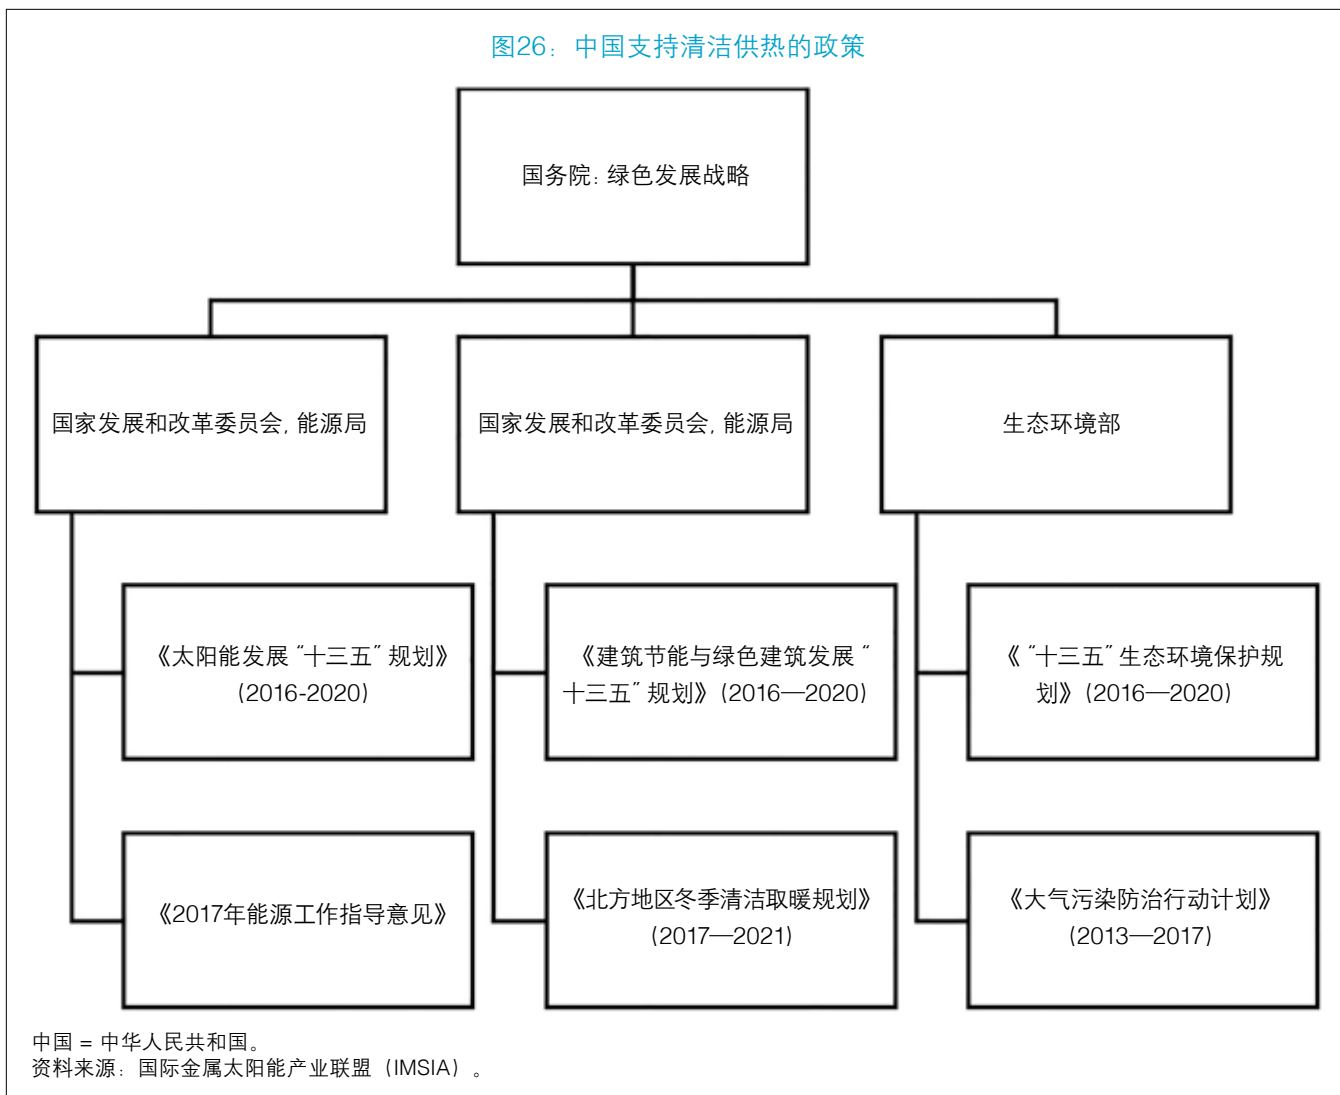 图26：中国支持清洁供热的政策
国务院: 绿色发展战略
国家发展和改革委员会, 能源局
国家发展和改革委员会, 能源局
生态环境部
《太阳能发展 “十三五” 规划》
(2016-2020)
《建筑节能与绿色建筑发展 “
十三五” 规划》 (2016—2020)
《 “十三五” 生态环境保护规
划》 (2016—2020)
《2017年能源工作指导意见》
《北方地区冬季清洁取暖规划》
(2017—2021)
《大气污染防治行动计划》
(2013—2017)
中国 = 中华人民共和国。
资料来源：国际金属太阳能产业联盟（IMSIA）。